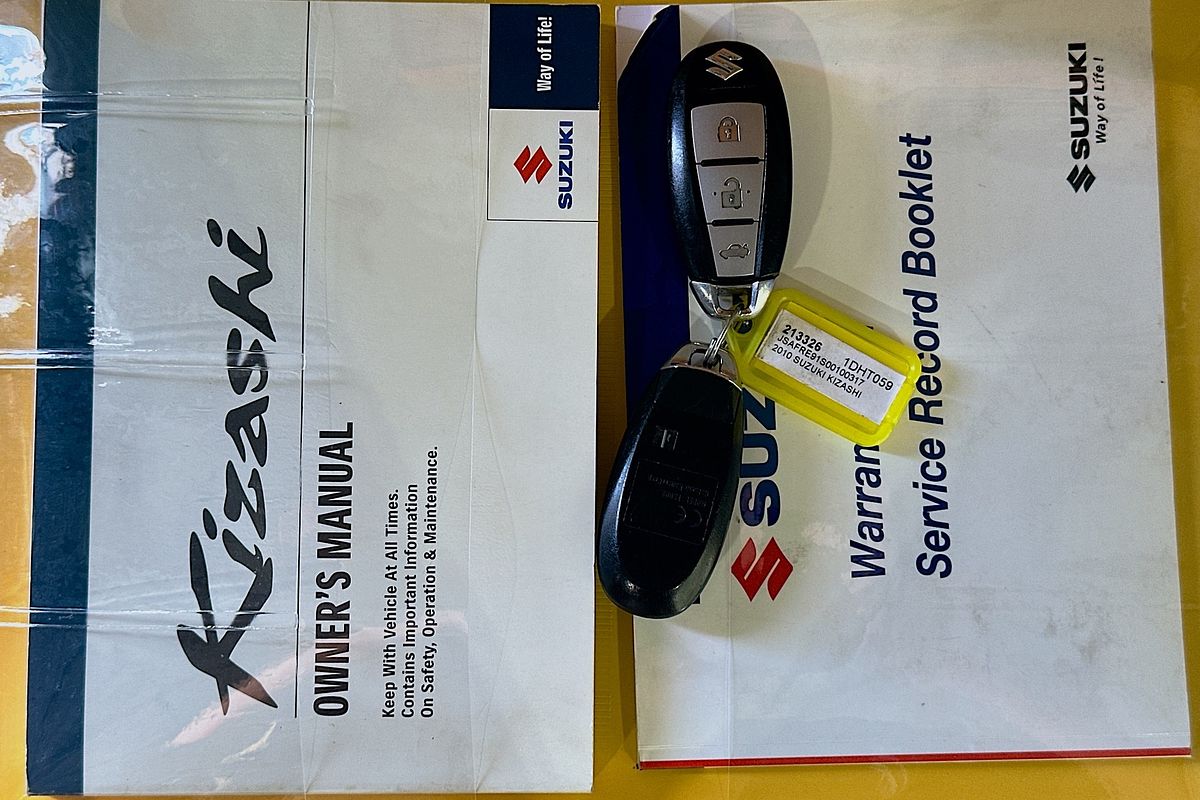 Kizashi
OWNER'S MANUAL
Keep With Vehicle At All Times.
Contains Important Information
On Safety, Operation & Maintenance.
Way of Life!
SUZUKI
SUZUKI
Way of Life!
SUZ
Warran
Service Record Booklet
213326 1DHT059
JSAFRE91S00100317
2010 SUZUKI KIZASHI